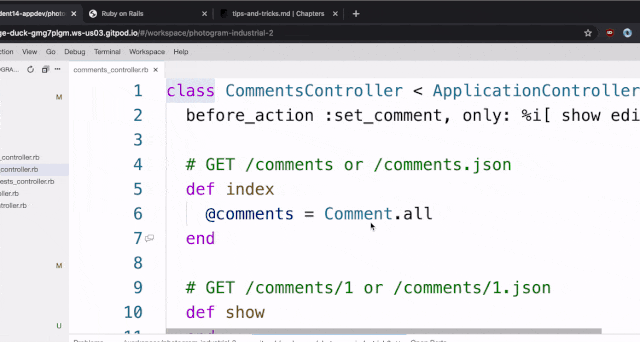 dent14-appdev/photo
Ruby on Rails
tips-and-tricks.md | Chapters
ge-duck-gmg7plgm.ws-us03.gitpod.io/#/workspace/photogram-industrial-2
ction View Go Debug Terminal Help
OGRA...
comments_controller.rb
M
_controller.rb
controller.rb
ests_controller.rb
ler.rb
ntroller.rb
M
U
1 class CommentsController < ApplicationController
2 before_action :set_comment, only: %i[ show edi
3
4 # GET /comments or /comments.json
5 def index
6 @comments = Comment.all
7 end
8
9 # GET /comments/1 or /comments/1.json
10 def show
11